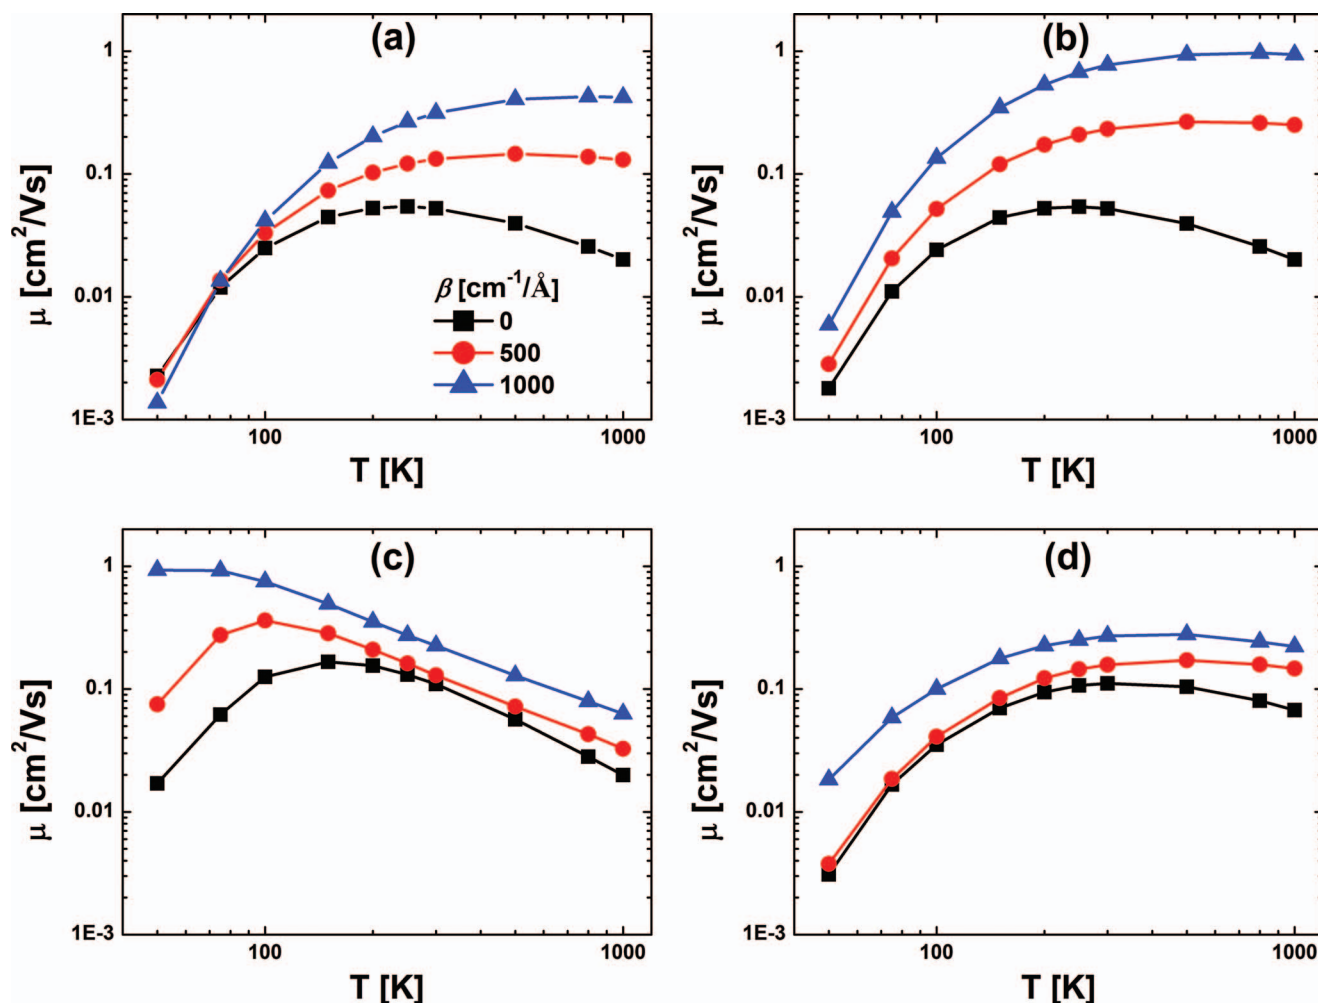 (a)
1
0.1
0.01
1E-3
μ [cm²/Vs]
β [cm⁻¹/Å]
0
500
1000
100
1000
T [K]
(b)
1
0.1
0.01
1E-3
μ [cm²/Vs]
100
1000
T [K]
(c)
1
0.1
0.01
1E-3
μ [cm²/Vs]
100
1000
T [K]
(d)
1
0.1
0.01
1E-3
μ [cm²/Vs]
100
1000
T [K]